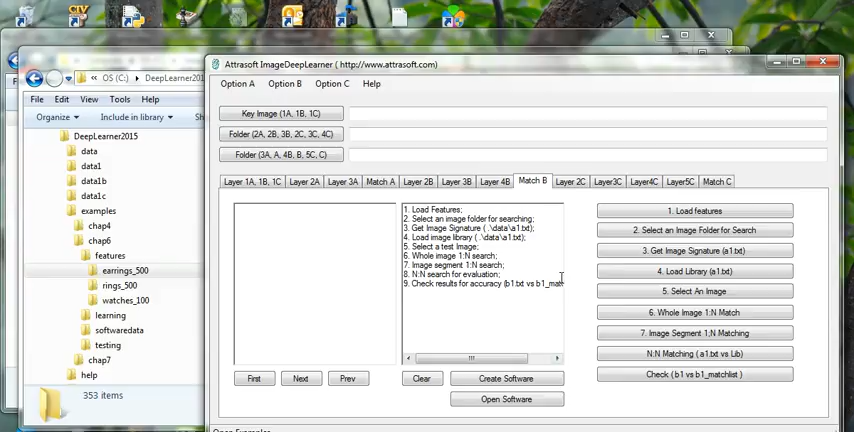 Attrasoft ImageDeepLearner ( http://www.attrasoft.com)
OS (C:) DeepLearner201
File Edit View Tools Help
Organize Include in library
DeepLearner2015
data
data1
data1b
data1c
examples
chap4
chap6
features
earrings_500
rings_500
watches_100
learning
softwaredata
testing
chap7
help
353 items
Option A Option B Option C Help
Key Image (1A, 1B, 1C)
Folder (2A, 2B, 3B, 2C, 3C, 4C)
Folder (3A, A, 4B, B, 5C, C)
Layer 1A, 1B, 1C Layer 2A Layer 3A Match A Layer 2B Layer 3B Layer 4B Match B Layer 2C Layer3C Layer4C Layer5C Match C
1. Load Features;
2. Select an image folder for searching;
3. Get Image Signature ( .\data\a1.txt);
4. Load image library ( .\data\a1.txt);
5. Select a test Image;
6. Whole image 1:N search;
7. Image segment 1:N search;
8. N:N search for evaluation;
9. Check results for accuracy (b1.txt vs b1_mat
First Next Prev
Clear Create Software
Open Software
1. Load features
2. Select an Image Folder for Search
3. Get Image Signature (a1.txt)
4. Load Library (a1.txt)
5. Select An Image
6. Whole Image 1:N Match
7. Image Segment 1:N Matching
N:N Matching ( a1.txt vs Lib)
Check ( b1 vs b1_matchlist )